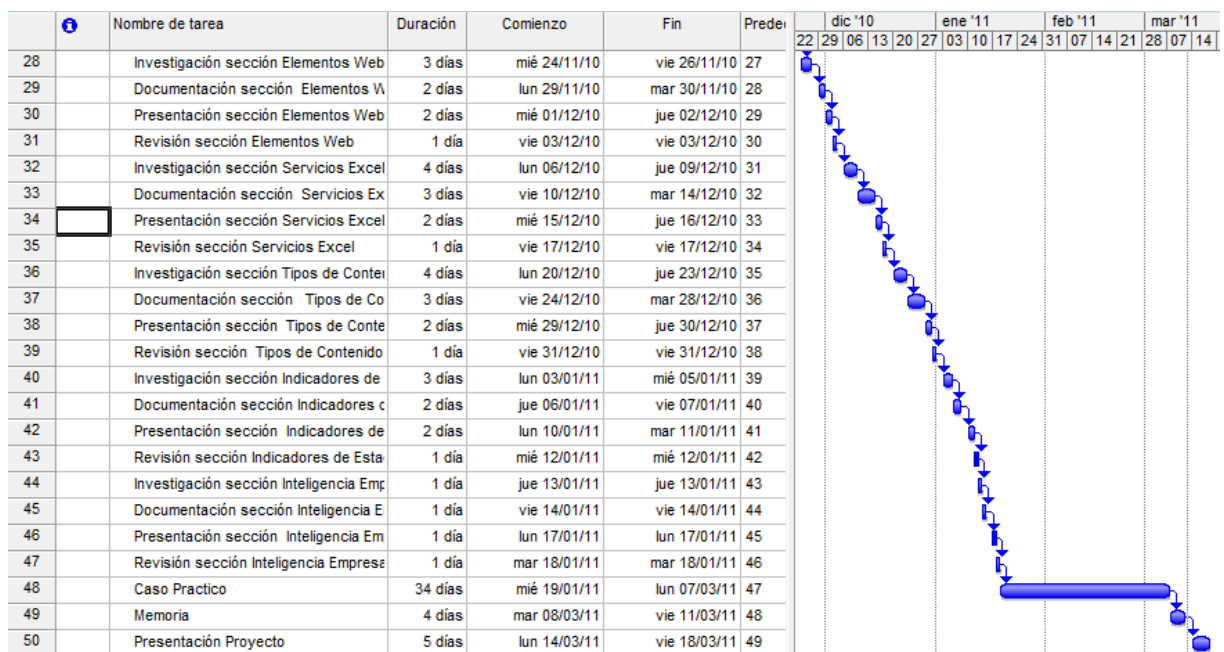 Nombre de tarea Duración Comienzo Fin Prede dic '10 ene '11 feb '11 mar '11
22 29 06 13 20 27 03 10 17 24 31 07 14 21 28 07 14
28 Investigación sección Elementos Web 3 días mié 24/11/10 vie 26/11/10 27
29 Documentación sección Elementos W 2 días lun 29/11/10 mar 30/11/10 28
30 Presentación sección Elementos Web 2 días mié 01/12/10 jue 02/12/10 29
31 Revisión sección Elementos Web 1 día vie 03/12/10 vie 03/12/10 30
32 Investigación sección Servicios Excel 4 días lun 06/12/10 jue 09/12/10 31
33 Documentación sección Servicios Ex 3 días vie 10/12/10 mar 14/12/10 32
34 Presentación sección Servicios Excel 2 días mié 15/12/10 jue 16/12/10 33
35 Revisión sección Servicios Excel 1 día vie 17/12/10 vie 17/12/10 34
36 Investigación sección Tipos de Conte 4 días lun 20/12/10 jue 23/12/10 35
37 Documentación sección Tipos de Co 3 días vie 24/12/10 mar 28/12/10 36
38 Presentación sección Tipos de Conte 2 días mié 29/12/10 jue 30/12/10 37
39 Revisión sección Tipos de Contenido 1 día vie 31/12/10 vie 31/12/10 38
40 Investigación sección Indicadores de 3 días lun 03/01/11 mié 05/01/11 39
41 Documentación sección Indicadores d 2 días jue 06/01/11 vie 07/01/11 40
42 Presentación sección Indicadores de 2 días lun 10/01/11 mar 11/01/11 41
43 Revisión sección Indicadores de Esta 1 día mié 12/01/11 mié 12/01/11 42
44 Investigación sección Inteligencia Emp 1 día jue 13/01/11 jue 13/01/11 43
45 Documentación sección Inteligencia E 1 día vie 14/01/11 vie 14/01/11 44
46 Presentación sección Inteligencia Em 1 día lun 17/01/11 lun 17/01/11 45
47 Revisión sección Inteligencia Empresa 1 día mar 18/01/11 mar 18/01/11 46
48 Caso Practico 34 días mié 19/01/11 lun 07/03/11 47
49 Memoria 4 días mar 08/03/11 vie 11/03/11 48
50 Presentación Proyecto 5 días lun 14/03/11 vie 18/03/11 49